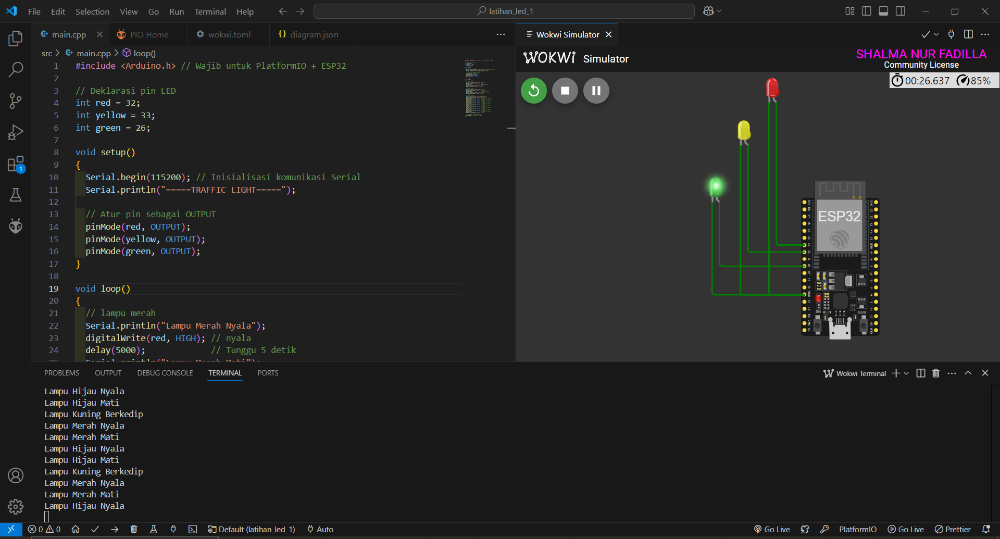 File Edit Selection View Go Run Terminal Help
latihan_led_1
main.cpp
PIO Home
wokwi.toml
diagram.json
src > main.cpp > loop()
1 #include <Arduino.h> // Wajib untuk PlatformIO + ESP32
2
3 // Deklarasi pin LED
4 int red = 32;
5 int yellow = 33;
6 int green = 26;
7
8 void setup()
9 {
10 Serial.begin(115200); // Inisialisasi komunikasi Serial
11 Serial.println("=====TRAFFIC LIGHT=====");
12
13 // Atur pin sebagai OUTPUT
14 pinMode(red, OUTPUT);
15 pinMode(yellow, OUTPUT);
16 pinMode(green, OUTPUT);
17 }
18
19 void loop()
20 {
21 // lampu merah
22 Serial.println("Lampu Merah Nyala");
23 digitalWrite(red, HIGH); // nyala
24 delay(5000); // Tunggu 5 detik
25 Serial.println("Lampu Merah Mati");
Wokwi Simulator
WOKWi Simulator
SHALMA NUR FADILLA
Community License
00:26.637 85%
ESP32
EN
Boot
PROBLEMS OUTPUT DEBUG CONSOLE TERMINAL PORTS
Wokwi Terminal
Lampu Hijau Nyala
Lampu Hijau Mati
Lampu Kuning Berkedip
Lampu Merah Nyala
Lampu Merah Mati
Lampu Hijau Nyala
Lampu Hijau Mati
Lampu Kuning Berkedip
Lampu Merah Nyala
Lampu Merah Mati
Lampu Hijau Nyala
1
0 0 Default (latihan_led_1) Auto Go Live PlatformIO Go Live Prettier